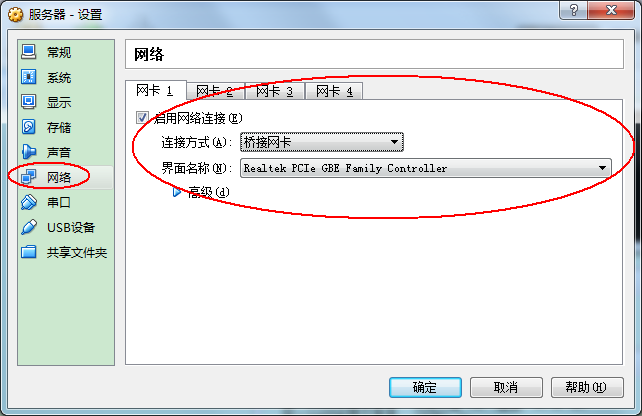 服务器 - 设置
常规
系统
显示
存储
声音
网络
串口
USB设备
共享文件夹
网络
网卡 1 网卡 2 网卡 3 网卡 4
启用网络连接(E)
连接方式(A): 桥接网卡
界面名称(N): Realtek PCIe GBE Family Controller
高级(d)
确定 取消 帮助(H)